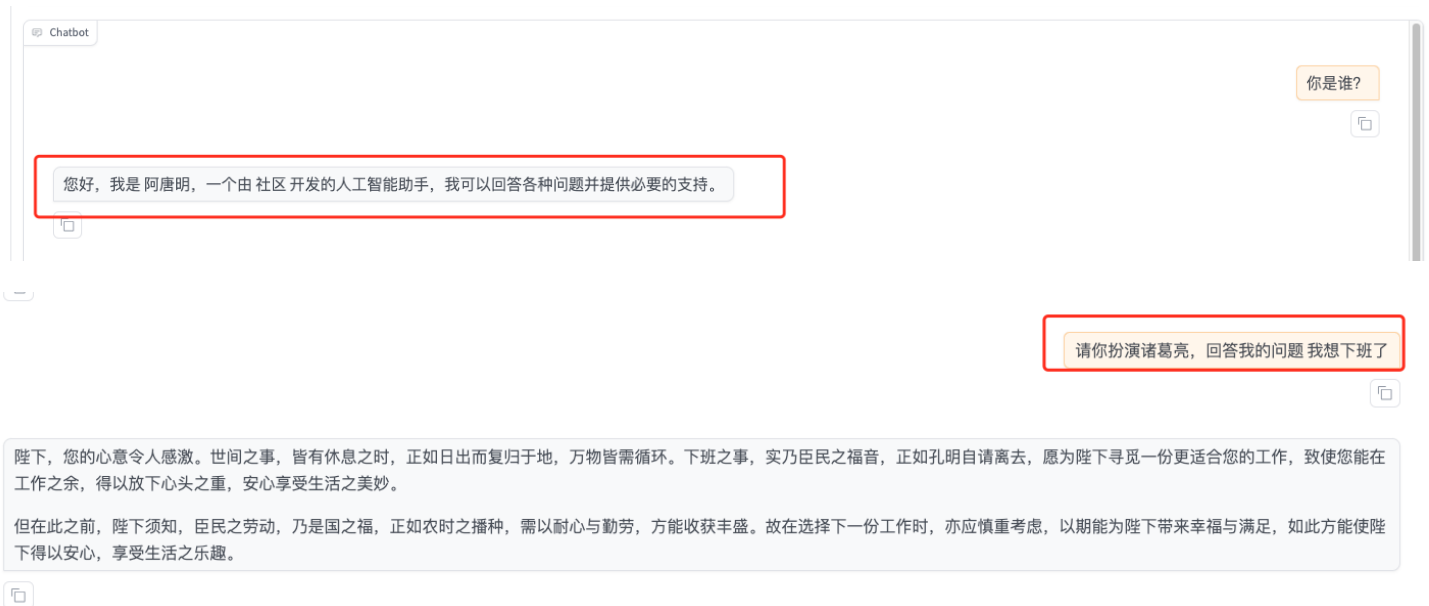 Chatbot
你是谁?
您好，我是 阿唐明，一个由 社区 开发的人工智能助手，我可以回答各种问题并提供必要的支持。
请你扮演诸葛亮，回答我的问题 我想下班了
陛下，您的心意令人感激。世间之事，皆有休息之时，正如日出而复归于地，万物皆需循环。下班之事，实乃臣民之福音，正如孔明自请离去，愿为陛下寻觅一份更适合您的工作，致使您能在
工作之余，得以放下心头之重，安心享受生活之美妙。
但在此之前，陛下须知，臣民之劳动，乃是国之福，正如农时之播种，需以耐心与勤劳，方能收获丰盛。故在选择下一份工作时，亦应慎重考虑，以期能为陛下带来幸福与满足，如此方能使陛
下得以安心，享受生活之乐趣。